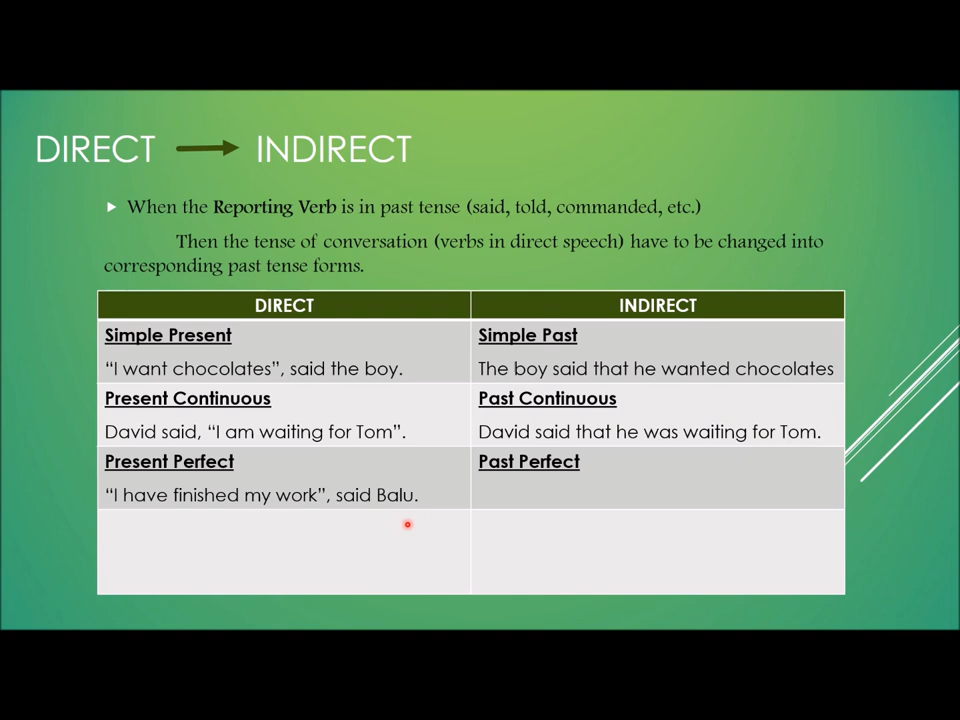 DIRECT INDIRECT
When the Reporting Verb is in past tense (said, told, commanded, etc.)
Then the tense of conversation (verbs in direct speech) have to be changed into
corresponding past tense forms.
DIRECT INDIRECT
Simple Present Simple Past
“I want chocolates”, said the boy. The boy said that he wanted chocolates
Present Continuous Past Continuous
David said, “I am waiting for Tom”. David said that he was waiting for Tom.
Present Perfect Past Perfect
“I have finished my work”, said Balu.